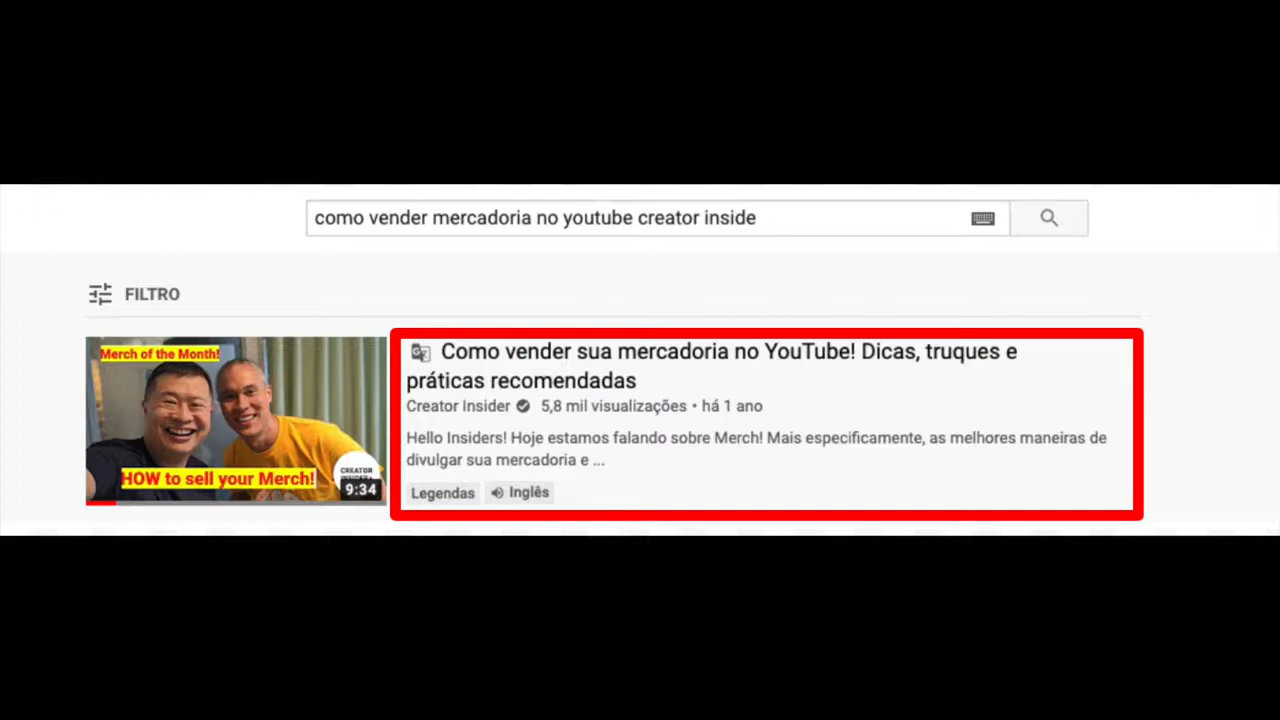 como vender mercadoria no youtube creator inside
FILTRO
Merch of the Month!
HOW to sell your Merch!
CREATOR
9:34
Como vender sua mercadoria no YouTube! Dicas, truques e
práticas recomendadas
Creator Insider 5,8 mil visualizações • há 1 ano
Hello Insiders! Hoje estamos falando sobre Merch! Mais especificamente, as melhores maneiras de
divulgar sua mercadoria e ...
Legendas Inglês